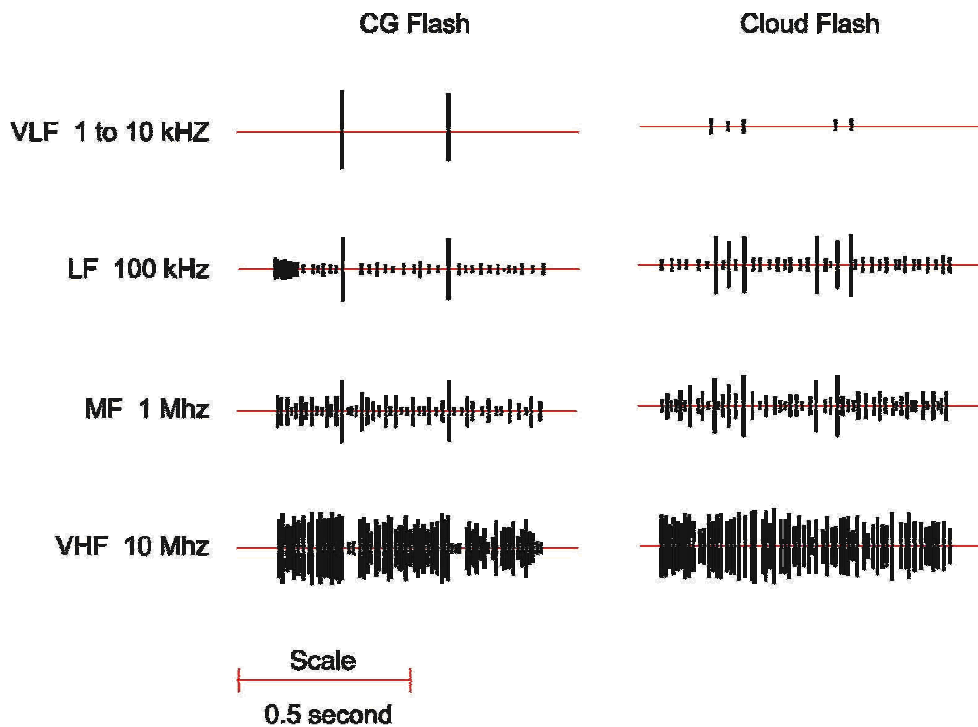 CG Flash
Cloud Flash
VLF 1 to 10 kHZ
LF 100 kHz
MF 1 Mhz
VHF 10 Mhz
Scale
0.5 second